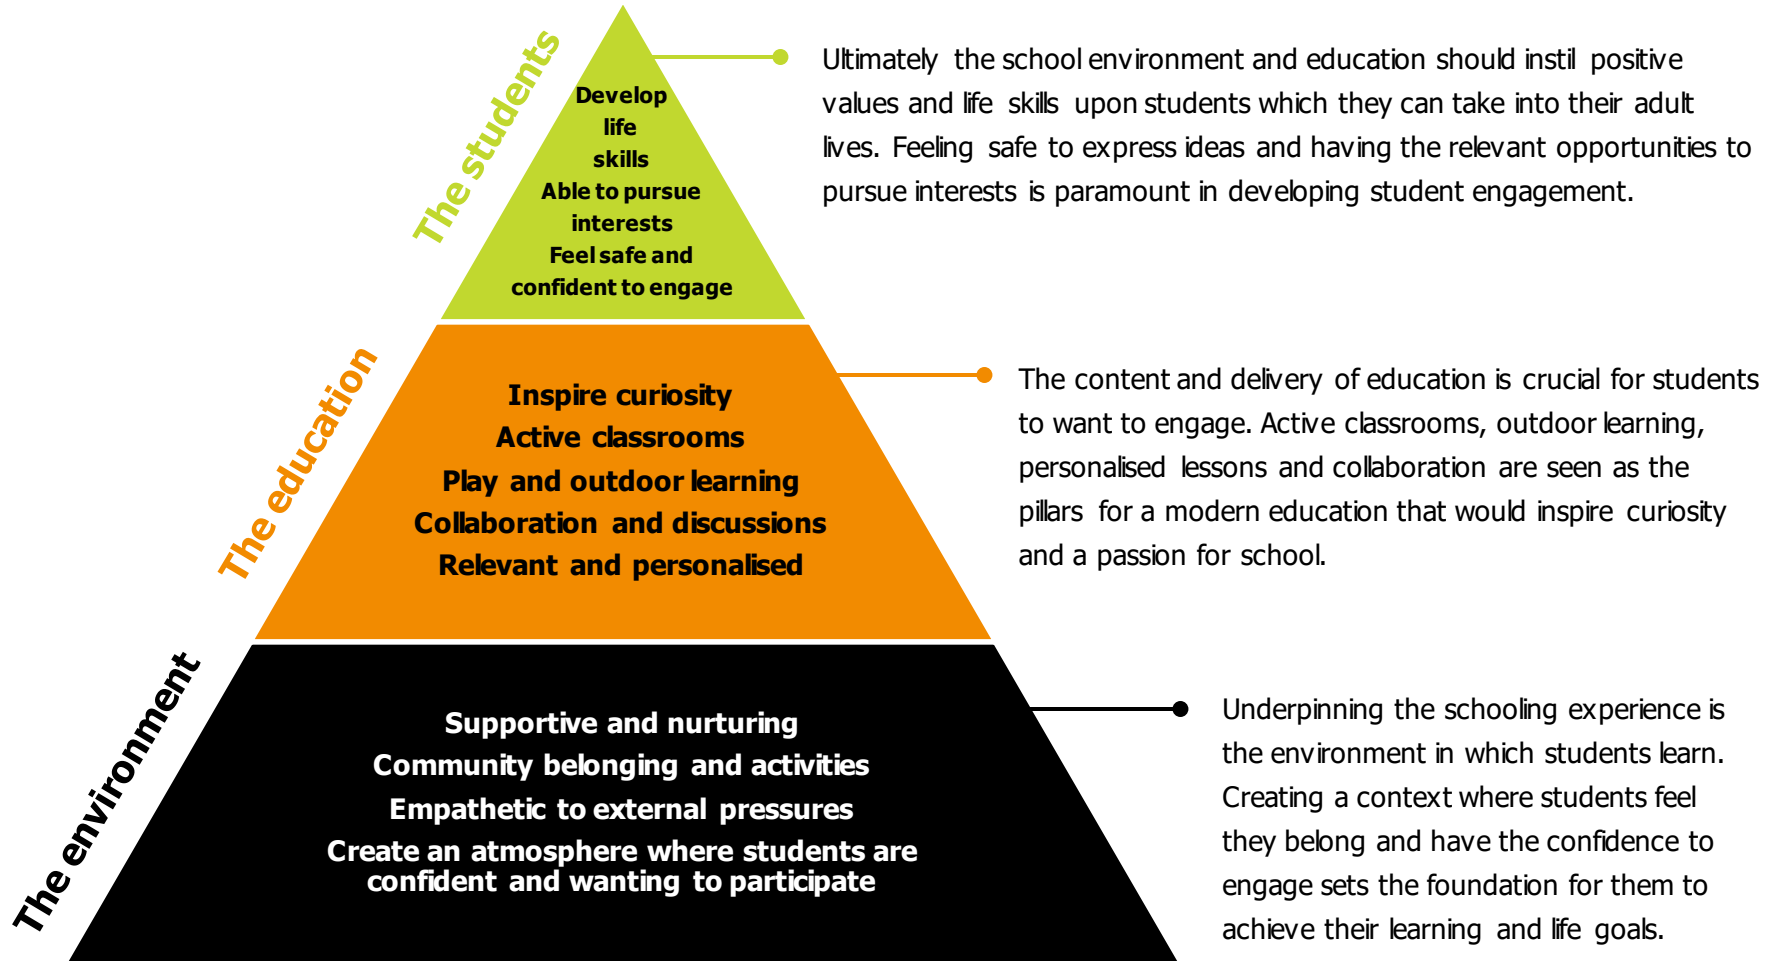 The students
Develop
life
skills
Able to pursue
interests
Feel safe and
confident to engage
Ultimately the school environment and education should instil positive
values and life skills upon students which they can take into their adult
lives. Feeling safe to express ideas and having the relevant opportunities to
pursue interests is paramount in developing student engagement.
The education
Inspire curiosity
Active classrooms
Play and outdoor learning
Collaboration and discussions
Relevant and personalised
The content and delivery of education is crucial for students
to want to engage. Active classrooms, outdoor learning,
personalised lessons and collaboration are seen as the
pillars for a modern education that would inspire curiosity
and a passion for school.
The environment
Supportive and nurturing
Community belonging and activities
Empathetic to external pressures
Create an atmosphere where students are
confident and wanting to participate
Underpinning the schooling experience is
the environment in which students learn.
Creating a context where students feel
they belong and have the confidence to
engage sets the foundation for them to
achieve their learning and life goals.